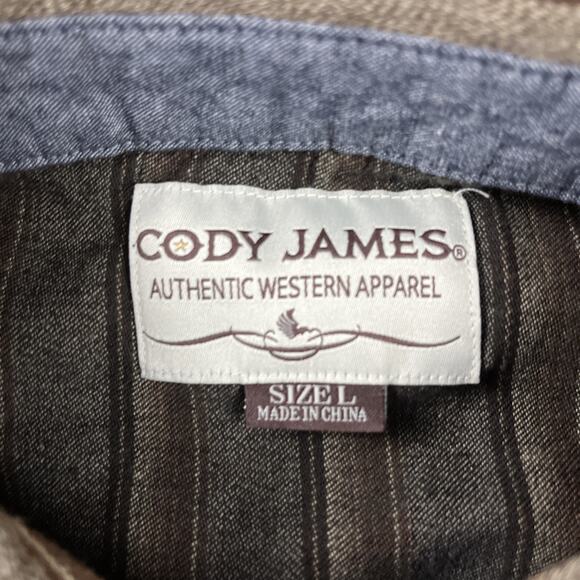 CODY JAMES®
AUTHENTIC WESTERN APPAREL
SIZE L
MADE IN CHINA